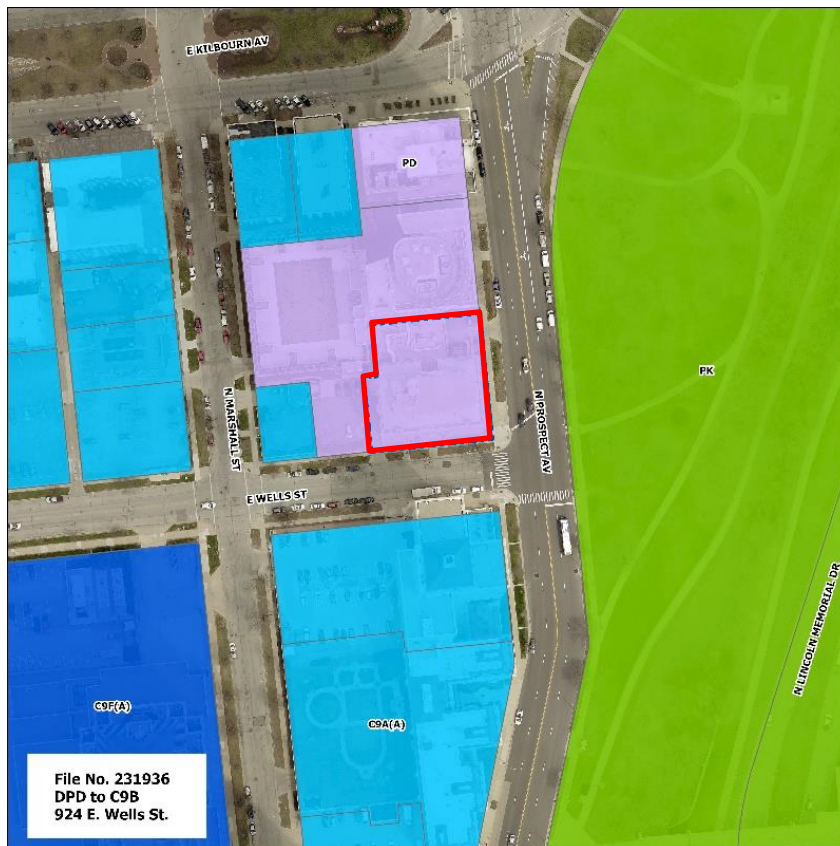 E KILBOURN AV
PD
PK
N MARSHALL ST
N PROSPECT AV
E WELLS ST
N LINCOLN MEMORIAL DR
C9F(A)
C9A(A)
File No. 231936
DPD to C9B
924 E. Wells St.